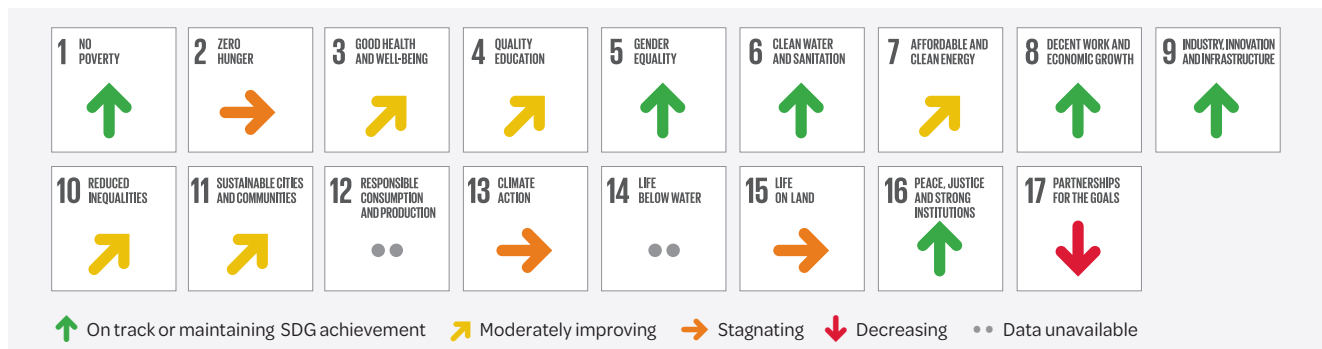 1 NO
POVERTY
2 ZERO
HUNGER
3 GOOD HEALTH
AND WELL-BEING
4 QUALITY
EDUCATION
5 GENDER
EQUALITY
6 CLEAN WATER
AND SANITATION
7 AFFORDABLE AND
CLEAN ENERGY
8 DECENT WORK AND
ECONOMIC GROWTH
9 INDUSTRY, INNOVATION
AND INFRASTRUCTURE
10 REDUCED
INEQUALITIES
11 SUSTAINABLE CITIES
AND COMMUNITIES
12 RESPONSIBLE
CONSUMPTION
AND PRODUCTION
13 CLIMATE
ACTION
14 LIFE
BELOW WATER
15 LIFE
ON LAND
16 PEACE, JUSTICE
AND STRONG
INSTITUTIONS
17 PARTNERSHIPS
FOR THE GOALS
On track or maintaining SDG achievement Moderately improving Stagnating Decreasing Data unavailable